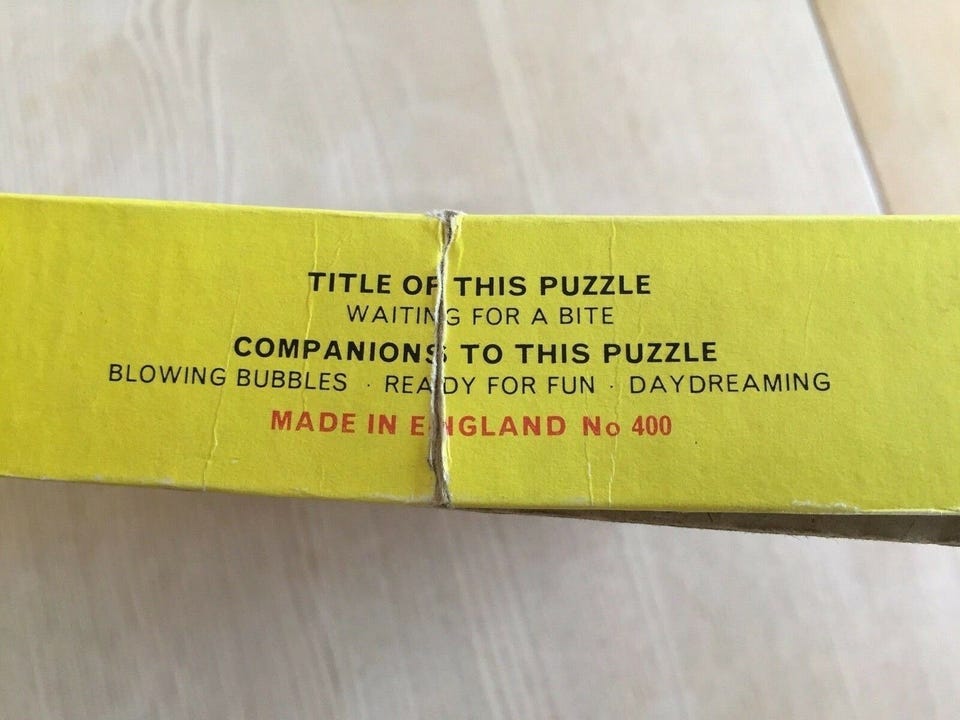 TITLE OF THIS PUZZLE
WAITING FOR A BITE
COMPANIONS TO THIS PUZZLE
BLOWING BUBBLES · READY FOR FUN · DAYDREAMING
MADE IN ENGLAND No 400